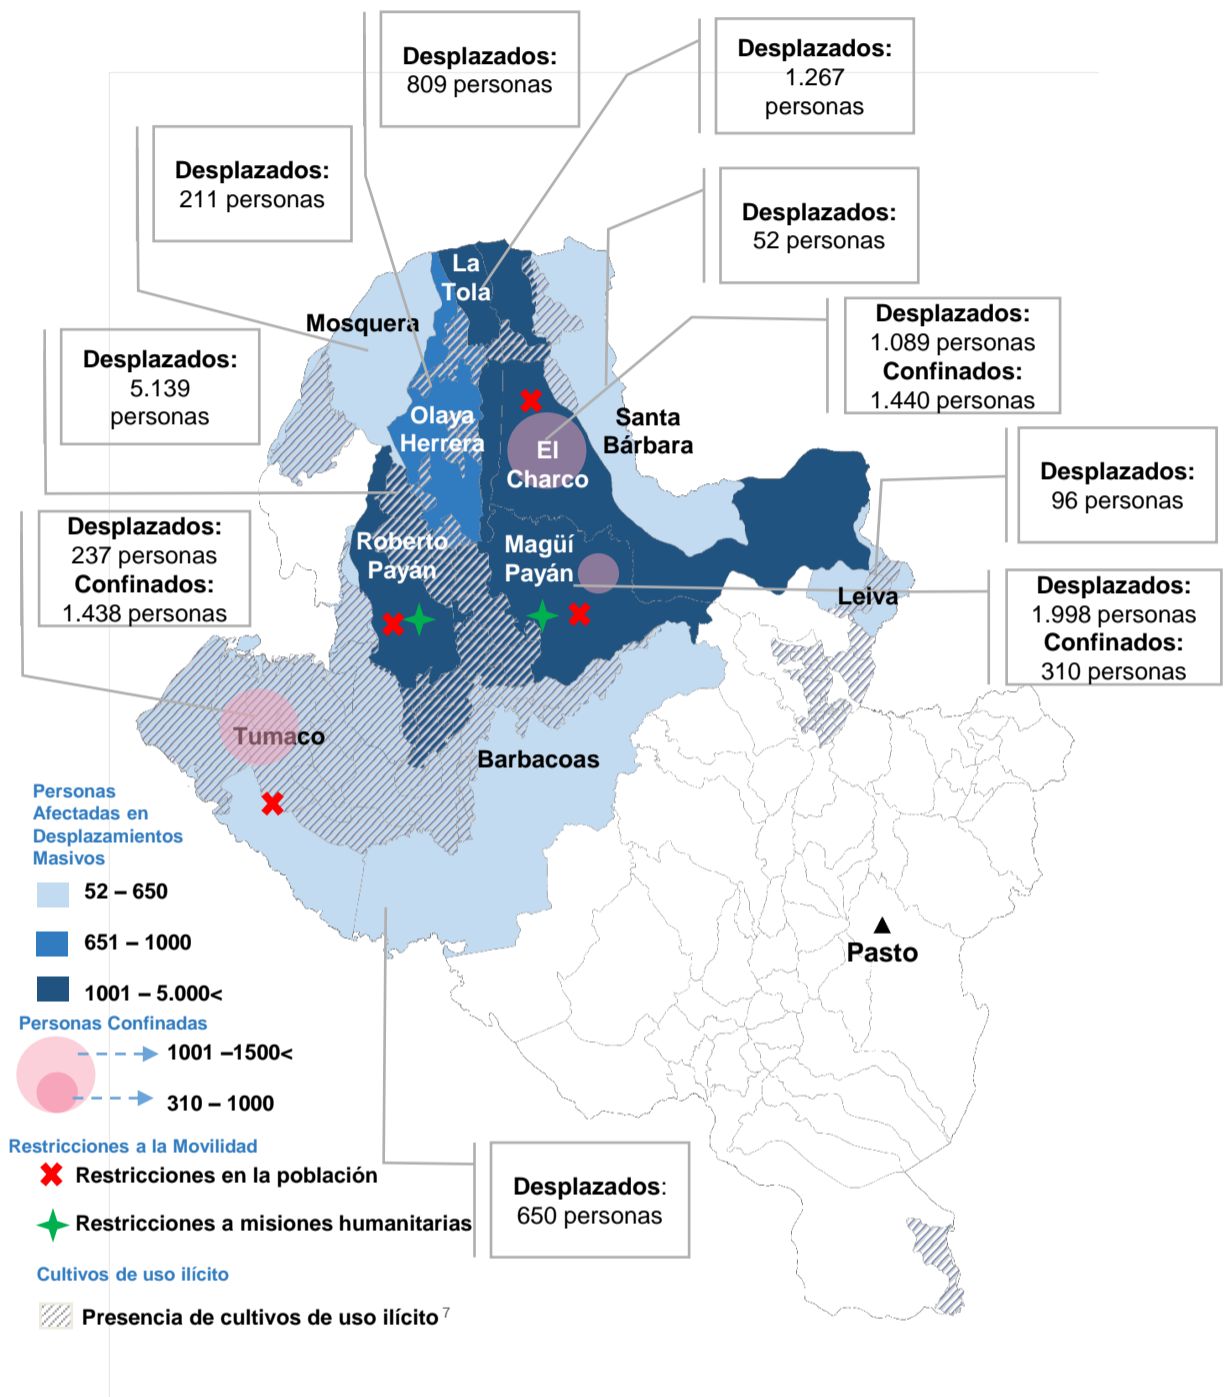 Desplazados:
809 personas
Desplazados:
1.267
personas
Desplazados:
211 personas
Desplazados:
52 personas
La
Tola
Mosquera
Desplazados:
1.089 personas
Confinados:
1.440 personas
Desplazados:
5.139
personas
Olaya
Herrera
Santa
Bárbara
El
Charco
Desplazados:
96 personas
Desplazados:
237 personas
Confinados:
1.438 personas
Roberto
Payán
Magüí
Payán
Leiva
Desplazados:
1.998 personas
Confinados:
310 personas
Tumaco
Barbacoas
Pasto
Personas
Afectadas en
Desplazamientos
Masivos
52 – 650
651 – 1000
1001 – 5.000<
Personas Confinadas
1001 –1500<
310 – 1000
Restricciones a la Movilidad
Restricciones en la población
Restricciones a misiones humanitarias
Desplazados:
650 personas
Cultivos de uso ilícito
Presencia de cultivos de uso ilícito 7